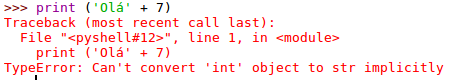 >>> print ('Olá' + 7)
Traceback (most recent call last):
  File "<pyshell#12>", line 1, in <module>
    print ('Olá' + 7)
TypeError: Can't convert 'int' object to str implicitly